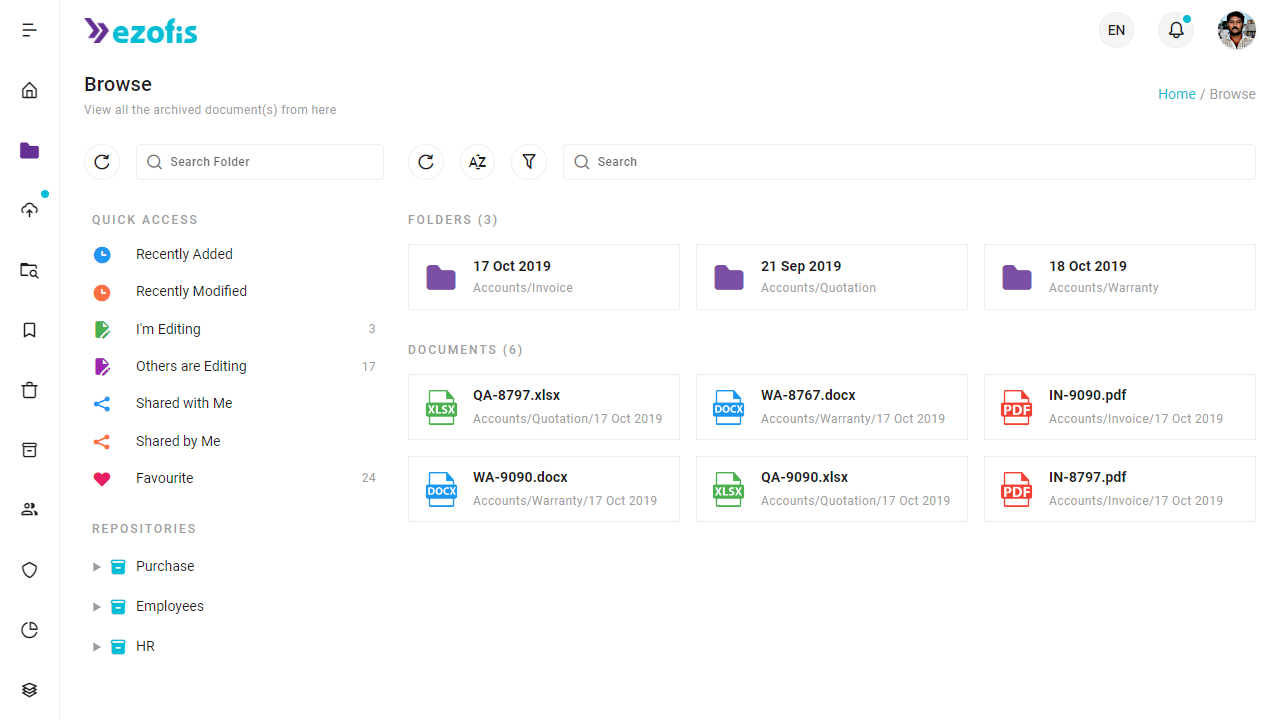 ezofis
EN
Browse
View all the archived document(s) from here
Home / Browse
Search Folder
AZ
Search
QUICK ACCESS
Recently Added
Recently Modified
I'm Editing 3
Others are Editing 17
Shared with Me
Shared by Me
Favourite 24
REPOSITORIES
Purchase
Employees
HR
FOLDERS (3)
17 Oct 2019
Accounts/Invoice
21 Sep 2019
Accounts/Quotation
18 Oct 2019
Accounts/Warranty
DOCUMENTS (6)
XLSX
QA-8797.xlsx
Accounts/Quotation/17 Oct 2019
DOCX
WA-8767.docx
Accounts/Warranty/17 Oct 2019
PDF
IN-9090.pdf
Accounts/Invoice/17 Oct 2019
DOCX
WA-9090.docx
Accounts/Warranty/17 Oct 2019
XLSX
QA-9090.xlsx
Accounts/Quotation/17 Oct 2019
PDF
IN-8797.pdf
Accounts/Invoice/17 Oct 2019